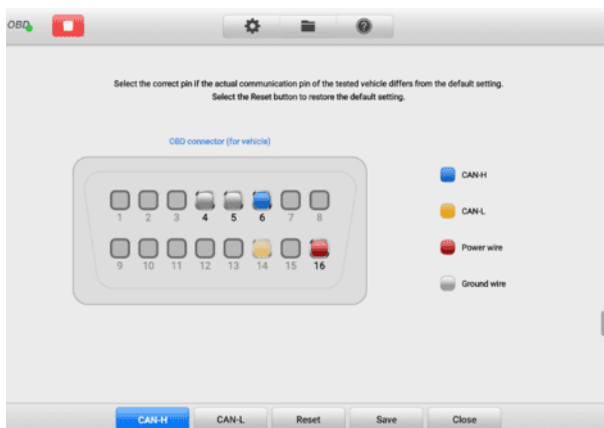 OBD
Select the correct pin if the actual communication pin of the tested vehicle differs from the default setting.
Select the Reset button to restore the default setting.
OBD connector (for vehicle)
1 2 3 4 5 6 7 8
9 10 11 12 13 14 15 16
CAN-H
CAN-L
Power wire
Ground wire
CAN-H CAN-L Reset Save Close